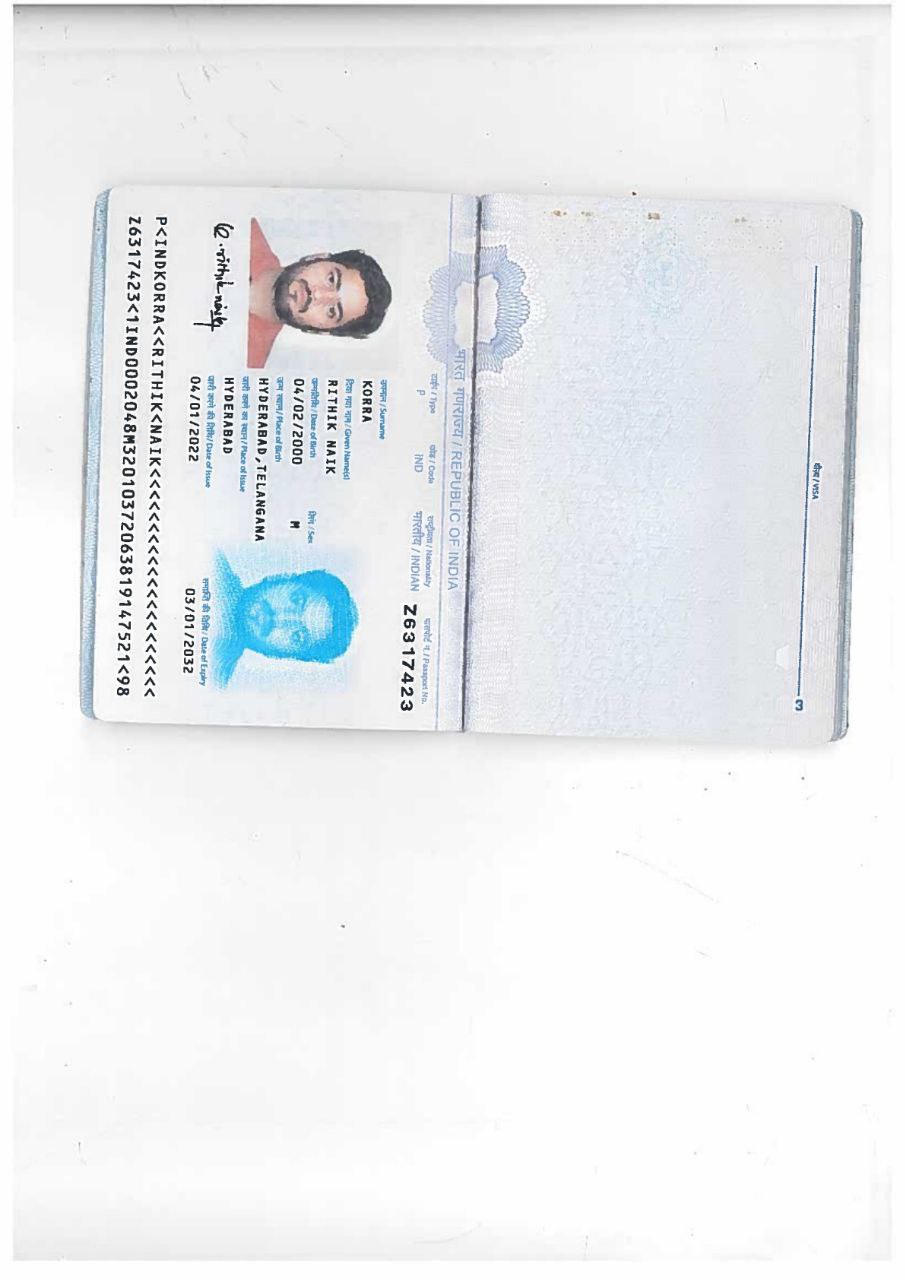 भारत गणराज्य / REPUBLIC OF INDIA
टाईप / Type
P
कोड / Code
IND
राष्ट्रीयता / Nationality
भारतीय / INDIAN
पासपोर्ट न. / Passport No.
Z6317423
उपनाम / Surname
KORRA
दिया गया नाम / Given Name(s)
RITHIK NAIK
जन्मतिथि / Date of Birth
04/02/2000
लिंग / Sex
M
जन्म स्थान / Place of Birth
HYDERABAD,TELANGANA
जारी करने का स्थान / Place of Issue
HYDERABAD
जारी करने की तिथि / Date of Issue
04/01/2022
समाप्ति की तिथि / Date of Expiry
03/01/2032
K. rithik naik
P<INDKORRA<<RITHIK<NAIK<<<<<<<<<<<<<<<<<<<<<
Z6317423<1IND0002048M32010372063819147521<98
वीज़ा / VISA
3